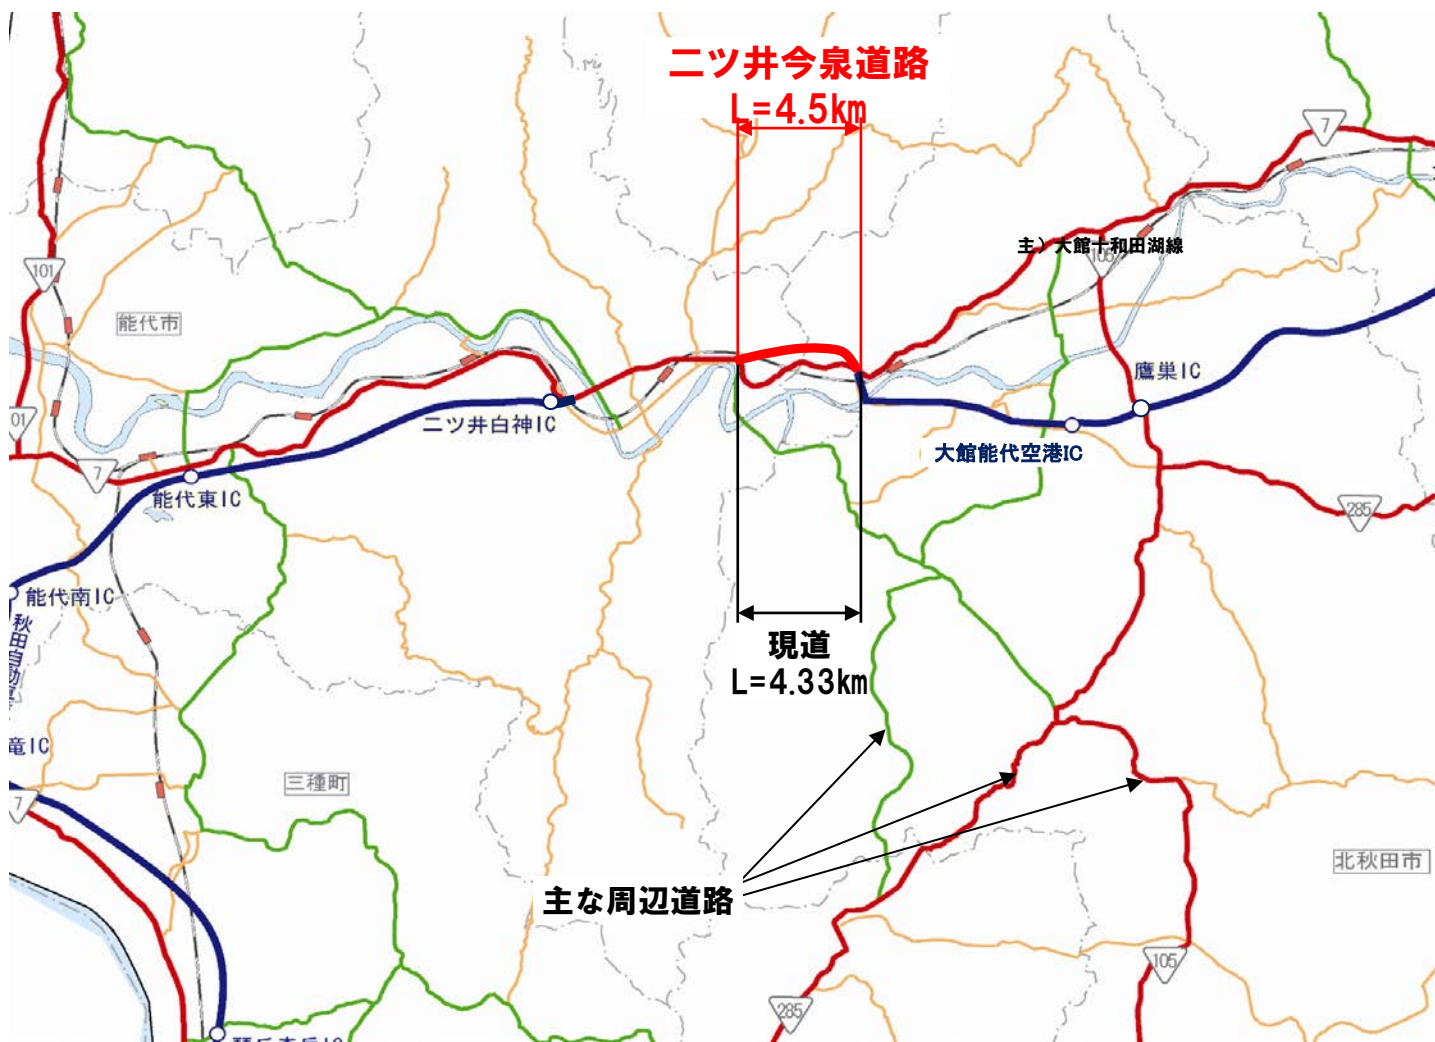 二ツ井今泉道路
L=4.5km
7
主）大館十和田湖線
105
101
能代市
鷹巣IC
01
二ツ井白神IC
大館能代空港IC
7
能代東IC
285
能代南IC
秋田自動車
現道
L=4.33km
竜IC
三種町
7
北秋田市
主な周辺道路
105
285